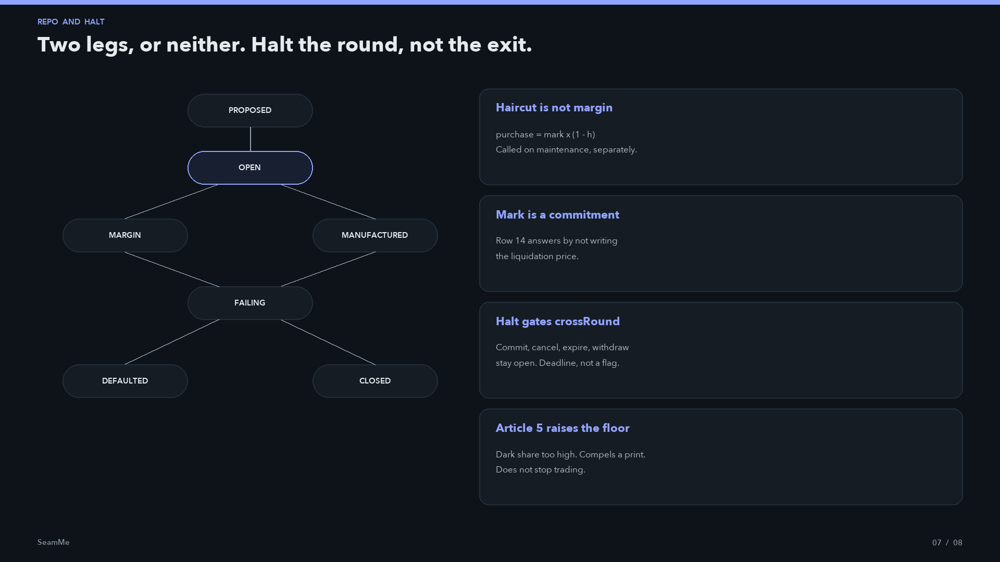 REPO AND HALT
Two legs, or neither. Halt the round, not the exit.
PROPOSED
OPEN
MARGIN
MANUFACTURED
FAILING
DEFAULTED
CLOSED
Haircut is not margin
purchase = mark x (1 - h)
Called on maintenance, separately.
Mark is a commitment
Row 14 answers by not writing
the liquidation price.
Halt gates crossRound
Commit, cancel, expire, withdraw
stay open. Deadline, not a flag.
Article 5 raises the floor
Dark share too high. Compels a print.
Does not stop trading.
SeamMe
07 / 08